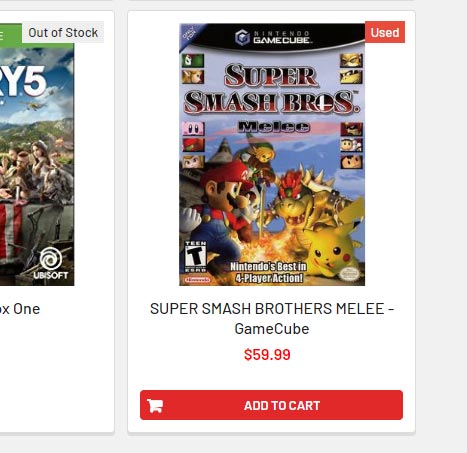 Out of Stock
Y5
UBISOFT
ox One
Used
NINTENDO
GAMECUBE
SUPER
SMASH BROS.
Melee
TEEN
T
ESRB
Nintendo's Best in
4-Player Action!
Nintendo
SUPER SMASH BROTHERS MELEE -
GameCube
$59.99
ADD TO CART